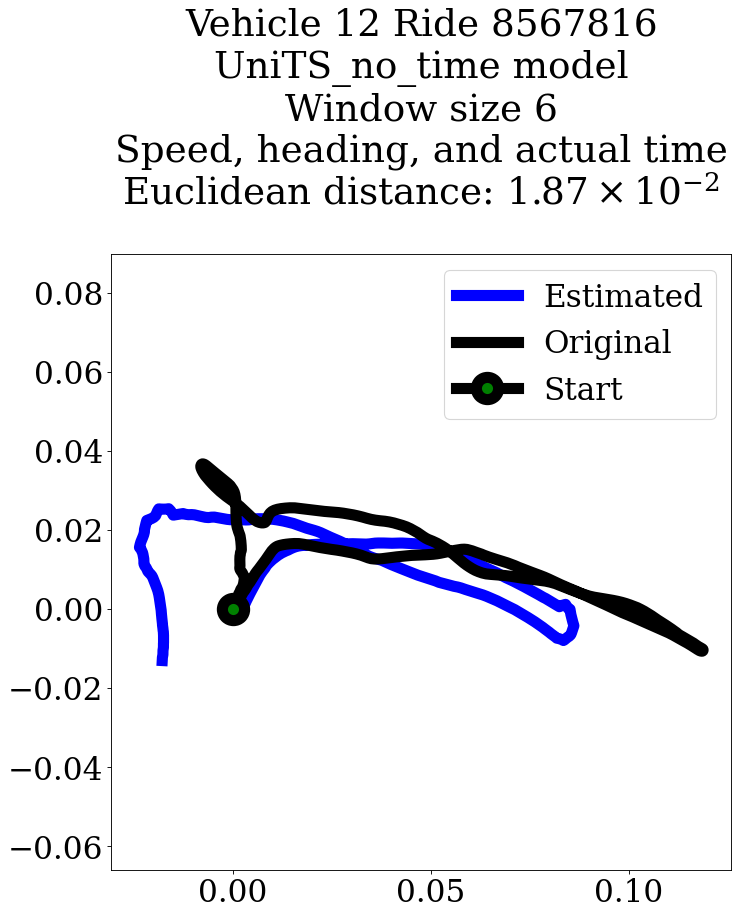 Vehicle 12 Ride 8567816
UniTS_no_time model
Window size 6
Speed, heading, and actual time
Euclidean distance: $1.87 \times 10^{-2}$
Estimated
Original
Start
0.08
0.06
0.04
0.02
0.00
−0.02
−0.04
−0.06
0.00 0.05 0.10